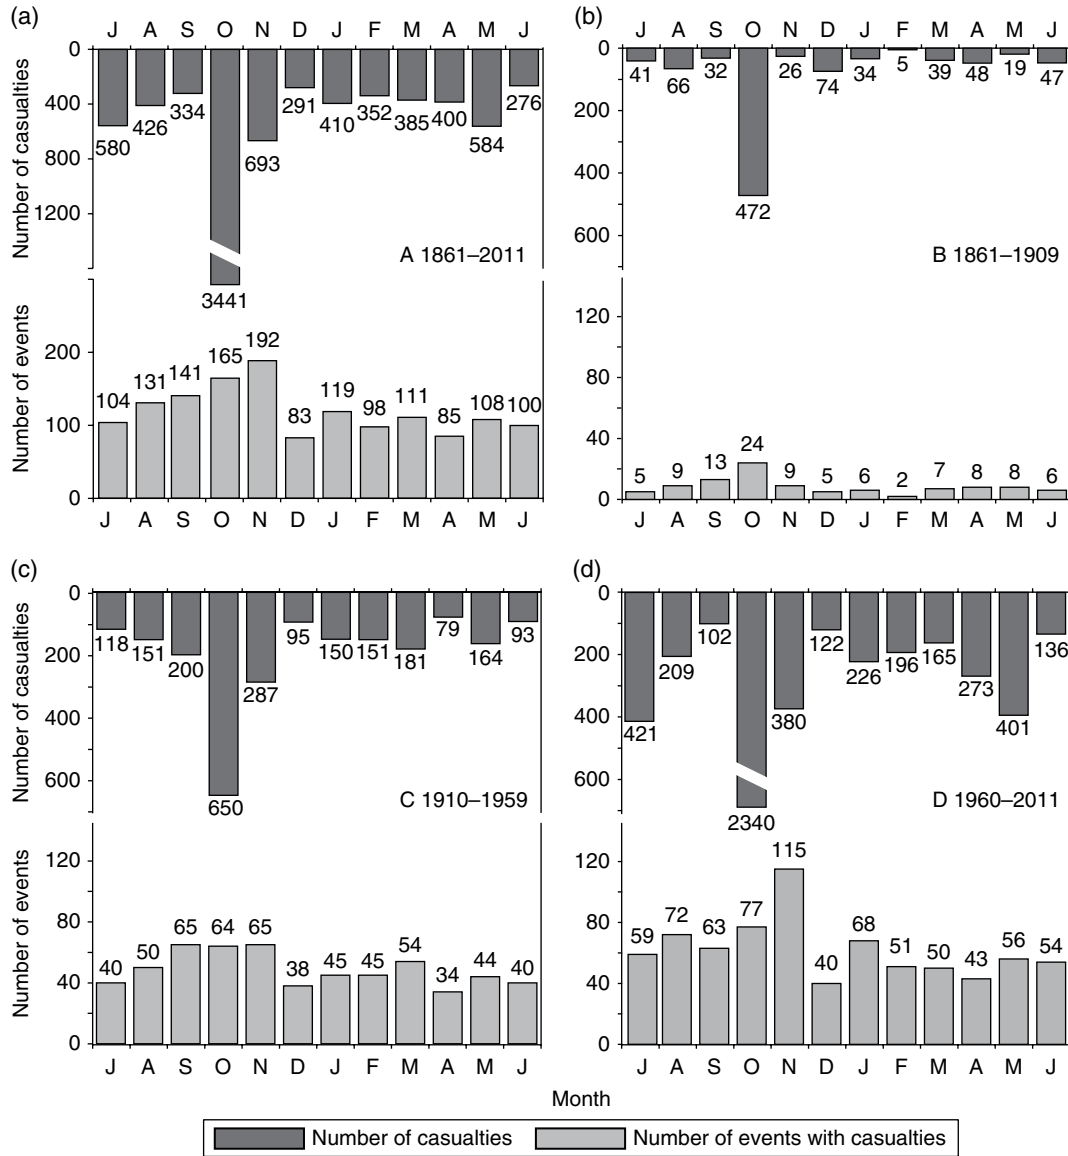 (a)
J A S O N D J F M A M J
0
400
800
1200
Number of casualties
580 426 334 3441 693 291 410 352 385 400 584 276
A 1861–2011
200
100
0
Number of events
104 131 141 165 192 83 119 98 111 85 108 100
J A S O N D J F M A M J
(b)
J A S O N D J F M A M J
0
200
400
600
41 66 32 472 26 74 34 5 39 48 19 47
B 1861–1909
120
80
40
0
5 9 13 24 9 5 6 2 7 8 8 6
J A S O N D J F M A M J
(c)
0
200
400
600
Number of casualties
118 151 200 650 287 95 150 151 181 79 164 93
C 1910–1959
120
80
40
0
Number of events
40 50 65 64 65 38 45 45 54 34 44 40
J A S O N D J F M A M J
(d)
0
200
400
600
421 209 102 2340 380 122 226 196 165 273 401 136
D 1960–2011
120
80
40
0
59 72 63 77 115 40 68 51 50 43 56 54
J A S O N D J F M A M J
Month
Number of casualties
Number of events with casualties